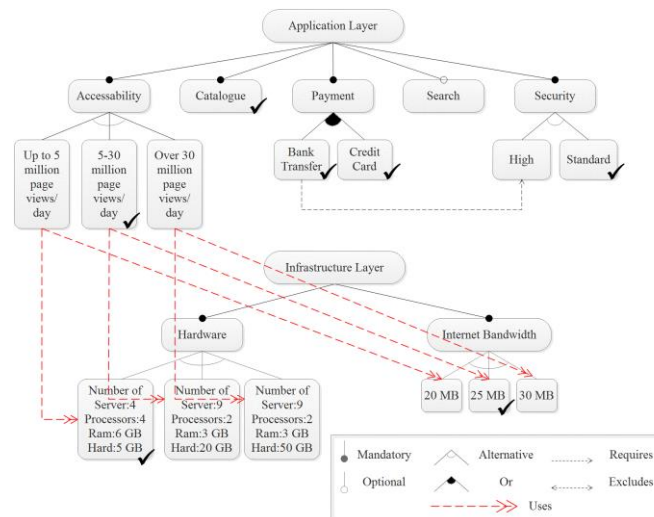 Application Layer
Accessability
Catalogue
Payment
Search
Security
Up to 5
million
page
views/
day
5-30
million
page
views/
day
Over 30
million
page
views/
day
Bank
Transfer
Credit
Card
High
Standard
Infrastructure Layer
Hardware
Internet Bandwidth
Number of
Server:4
Processors:4
Ram:6 GB
Hard:5 GB
Number of
Server:9
Processors:2
Ram:3 GB
Hard:20 GB
Number of
Server:9
Processors:2
Ram:3 GB
Hard:50 GB
20 MB
25 MB
30 MB
Mandatory
Alternative
Requires
Optional
Or
Excludes
Uses